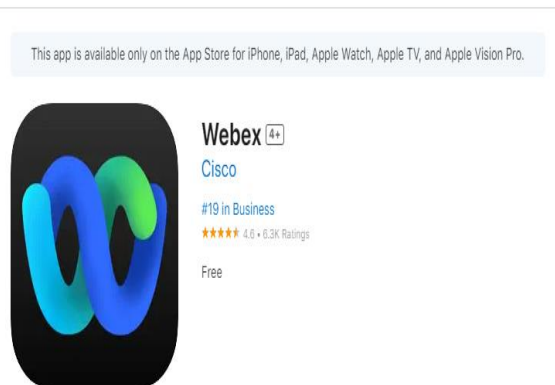 This app is available only on the App Store for iPhone, iPad, Apple Watch, Apple TV, and Apple Vision Pro.
Webex 4+
Cisco
#19 in Business
★★★★★ 4.6 • 6.3K Ratings
Free